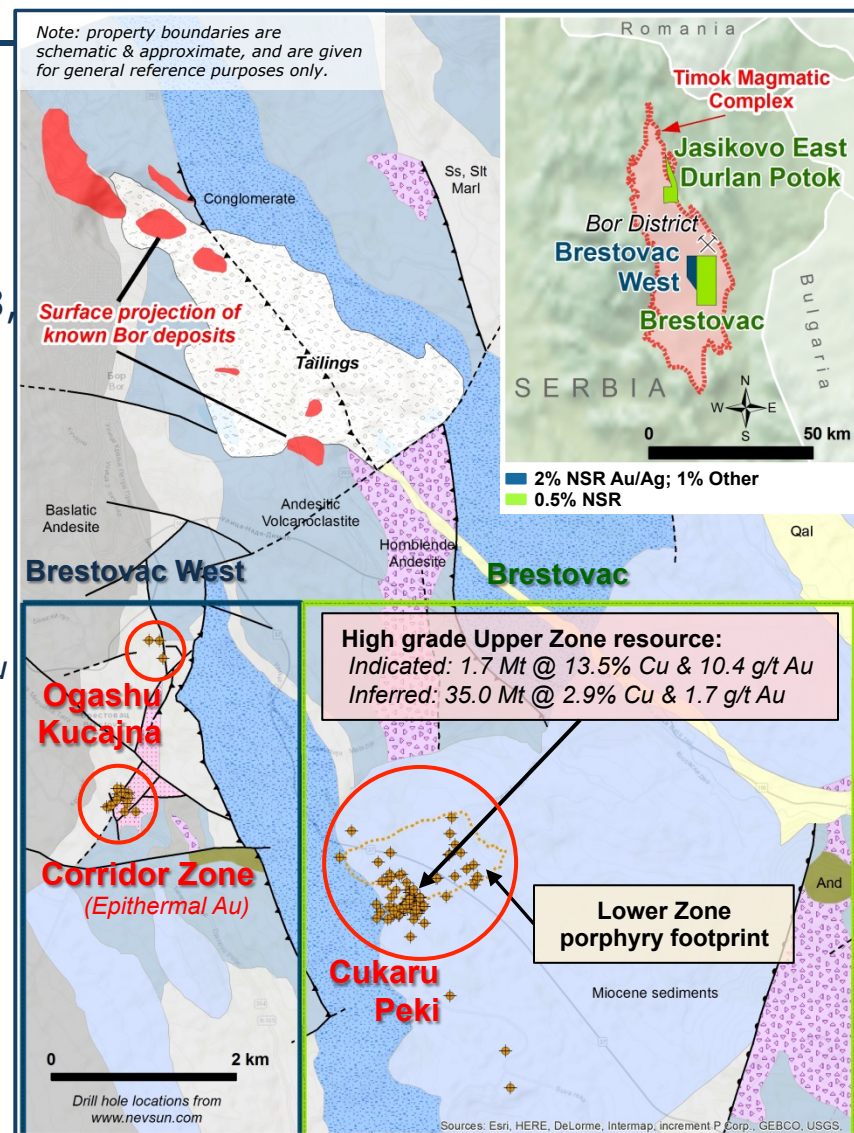 Note: property boundaries are
schematic & approximate, and are given
for general reference purposes only.
Romania
Timok Magmatic
Complex
Jasikovo East
Durlan Potok
Bor District
Brestovac
West
Brestovac
Bulgaria
SERBIA
N
W
E
S
0
50 km
2% NSR Au/Ag; 1% Other
0.5% NSR
Conglomerate
Ss, Slt
Marl
Surface projection of
known Bor deposits
Tailings
Бор
Bor
Baslatic
Andesite
Andesitic
Volcanoclastite
Hornblende
Andesite
Qal
Brestovac West
Brestovac
High grade Upper Zone resource:
Indicated: 1.7 Mt @ 13.5% Cu & 10.4 g/t Au
Inferred: 35.0 Mt @ 2.9% Cu & 1.7 g/t Au
Ogashu
Kucajna
Corridor Zone
(Epithermal Au)
And
Lower Zone
porphyry footprint
Cukaru
Peki
Miocene sediments
0
2 km
Drill hole locations from
www.nevsun.com
Sources: Esri, HERE, DeLorme, Intermap, increment P Corp., GEBCO, USGS,